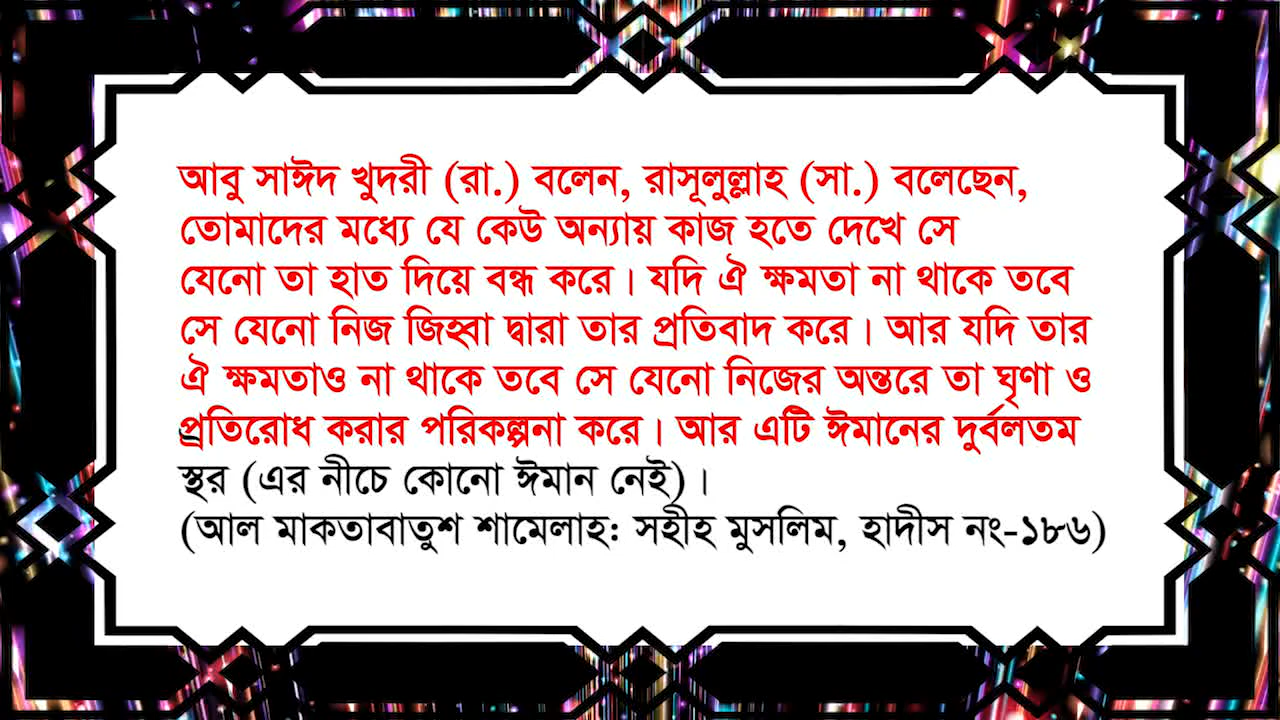 আবু সাঈদ খুদরী (রা.) বলেন, রাসূলুল্লাহ (সা.) বলেছেন,
তোমাদের মধ্যে যে কেউ অন্যায় কাজ হতে দেখে সে
যেনো তা হাত দিয়ে বন্ধ করে। যদি ঐ ক্ষমতা না থাকে তবে
সে যেনো নিজ জিহ্বা দ্বারা তার প্রতিবাদ করে। আর যদি তার
ঐ ক্ষমতাও না থাকে তবে সে যেনো নিজের অন্তরে তা ঘৃণা ও
প্রতিরোধ করার পরিকল্পনা করে। আর এটি ঈমানের দুর্বলতম
স্থর (এর নীচে কোনো ঈমান নেই)।
(আল মাকতাবাতুশ শামেলাহ: সহীহ মুসলিম, হাদীস নং-১৮৬)